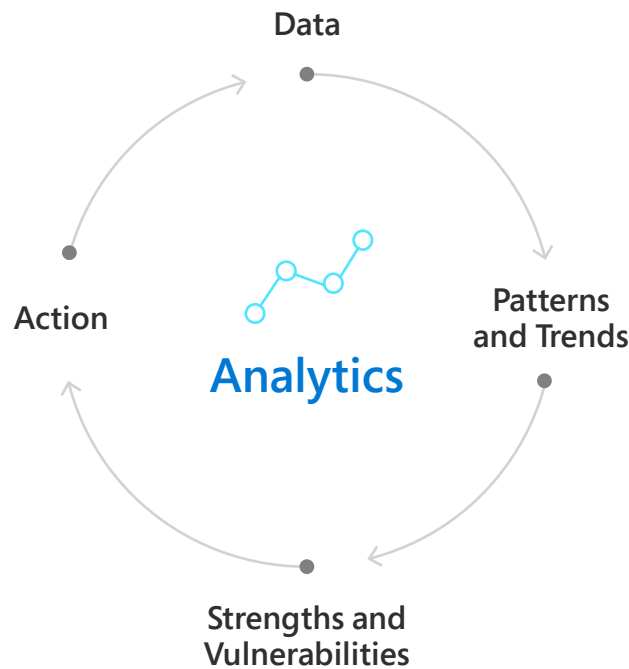 Data
Patterns
and Trends
Action
Analytics
Strengths and
Vulnerabilities